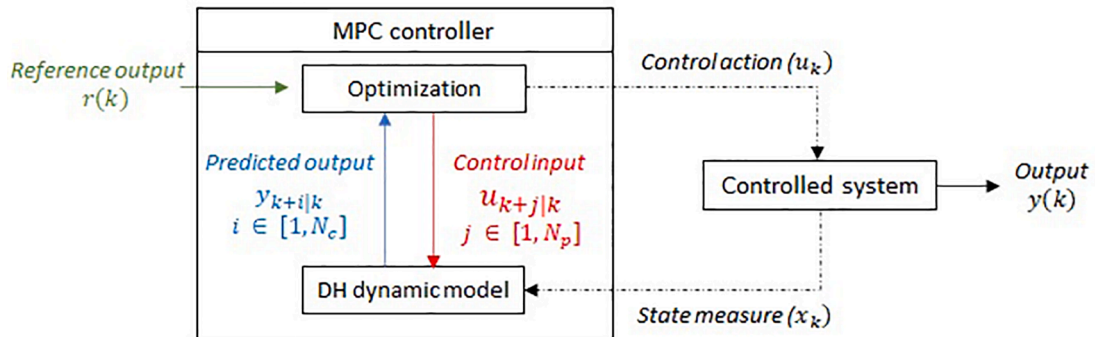 MPC controller
Reference output
r(k)
Optimization
Control action (u_k)
Predicted output
y_{k+i|k}
i ∈ [1, N_c]
Control input
u_{k+j|k}
j ∈ [1, N_p]
Controlled system
Output
y(k)
DH dynamic model
State measure (x_k)